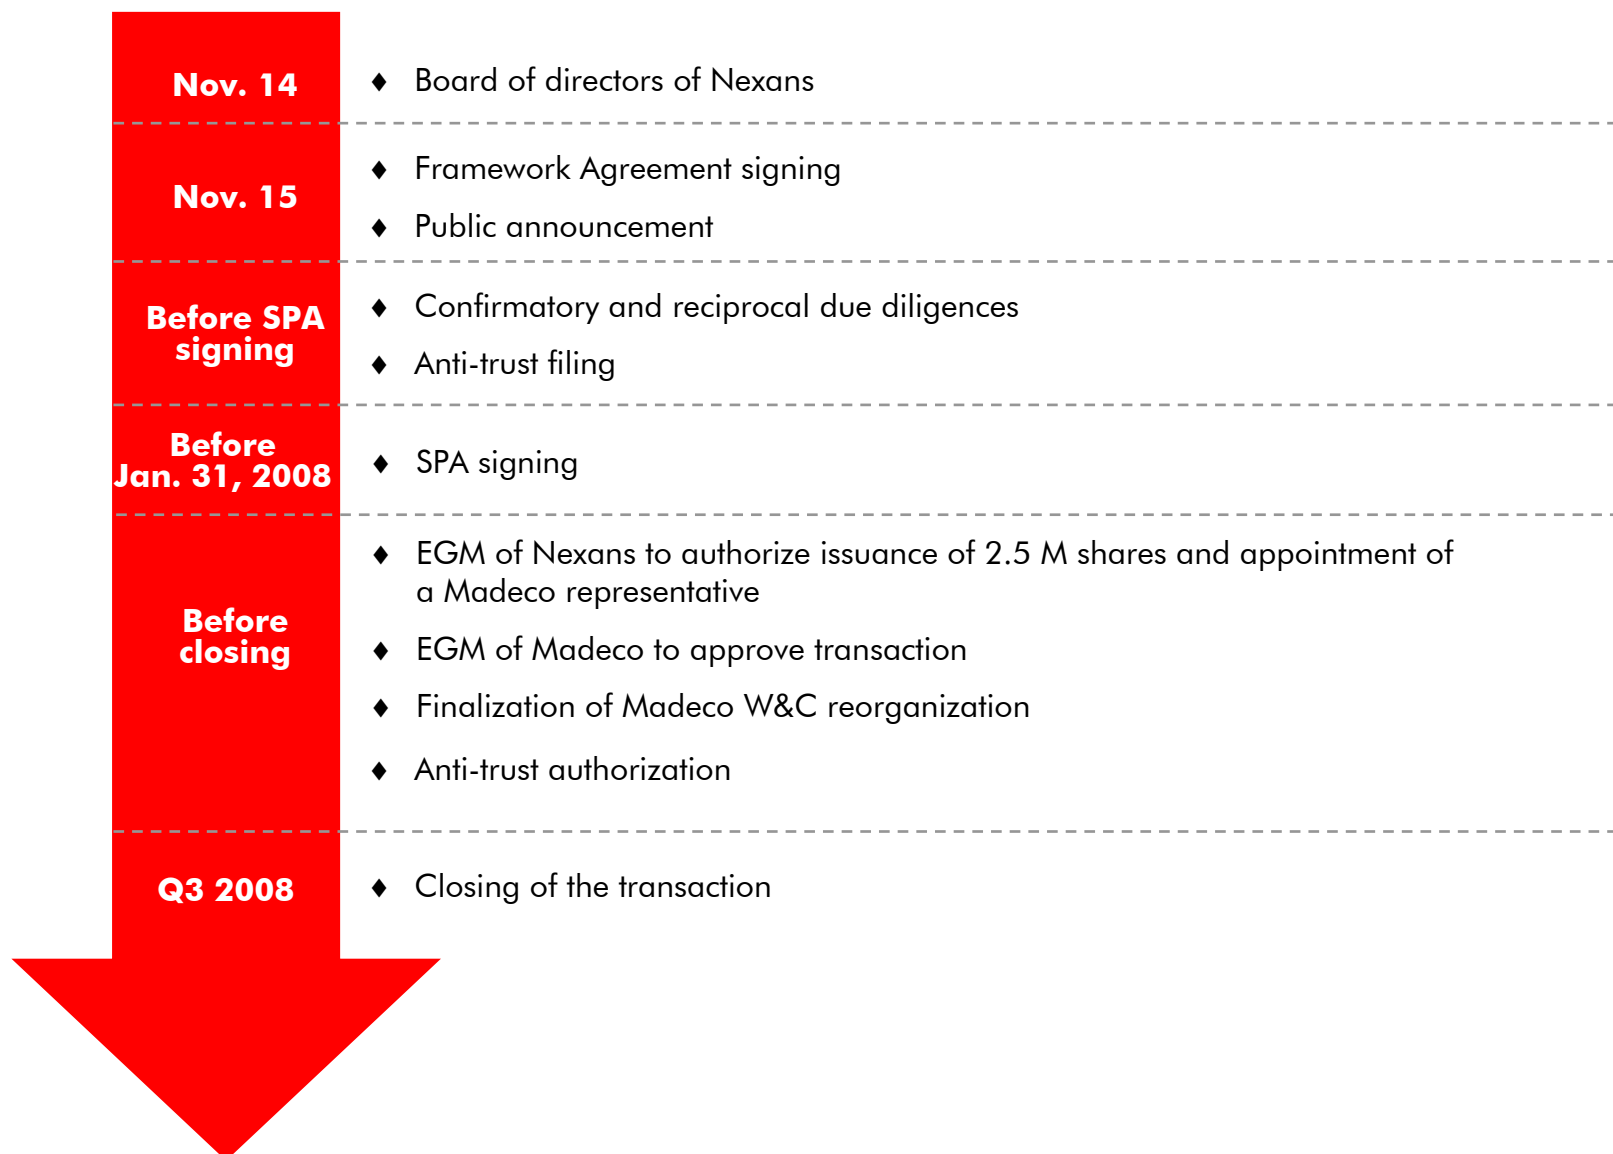 Nov. 14
♦ Board of directors of Nexans
Nov. 15
♦ Framework Agreement signing
♦ Public announcement
Before SPA
signing
♦ Confirmatory and reciprocal due diligences
♦ Anti-trust filing
Before
Jan. 31, 2008
♦ SPA signing
Before
closing
♦ EGM of Nexans to authorize issuance of 2.5 M shares and appointment of
a Madeco representative
♦ EGM of Madeco to approve transaction
♦ Finalization of Madeco W&C reorganization
♦ Anti-trust authorization
Q3 2008
♦ Closing of the transaction